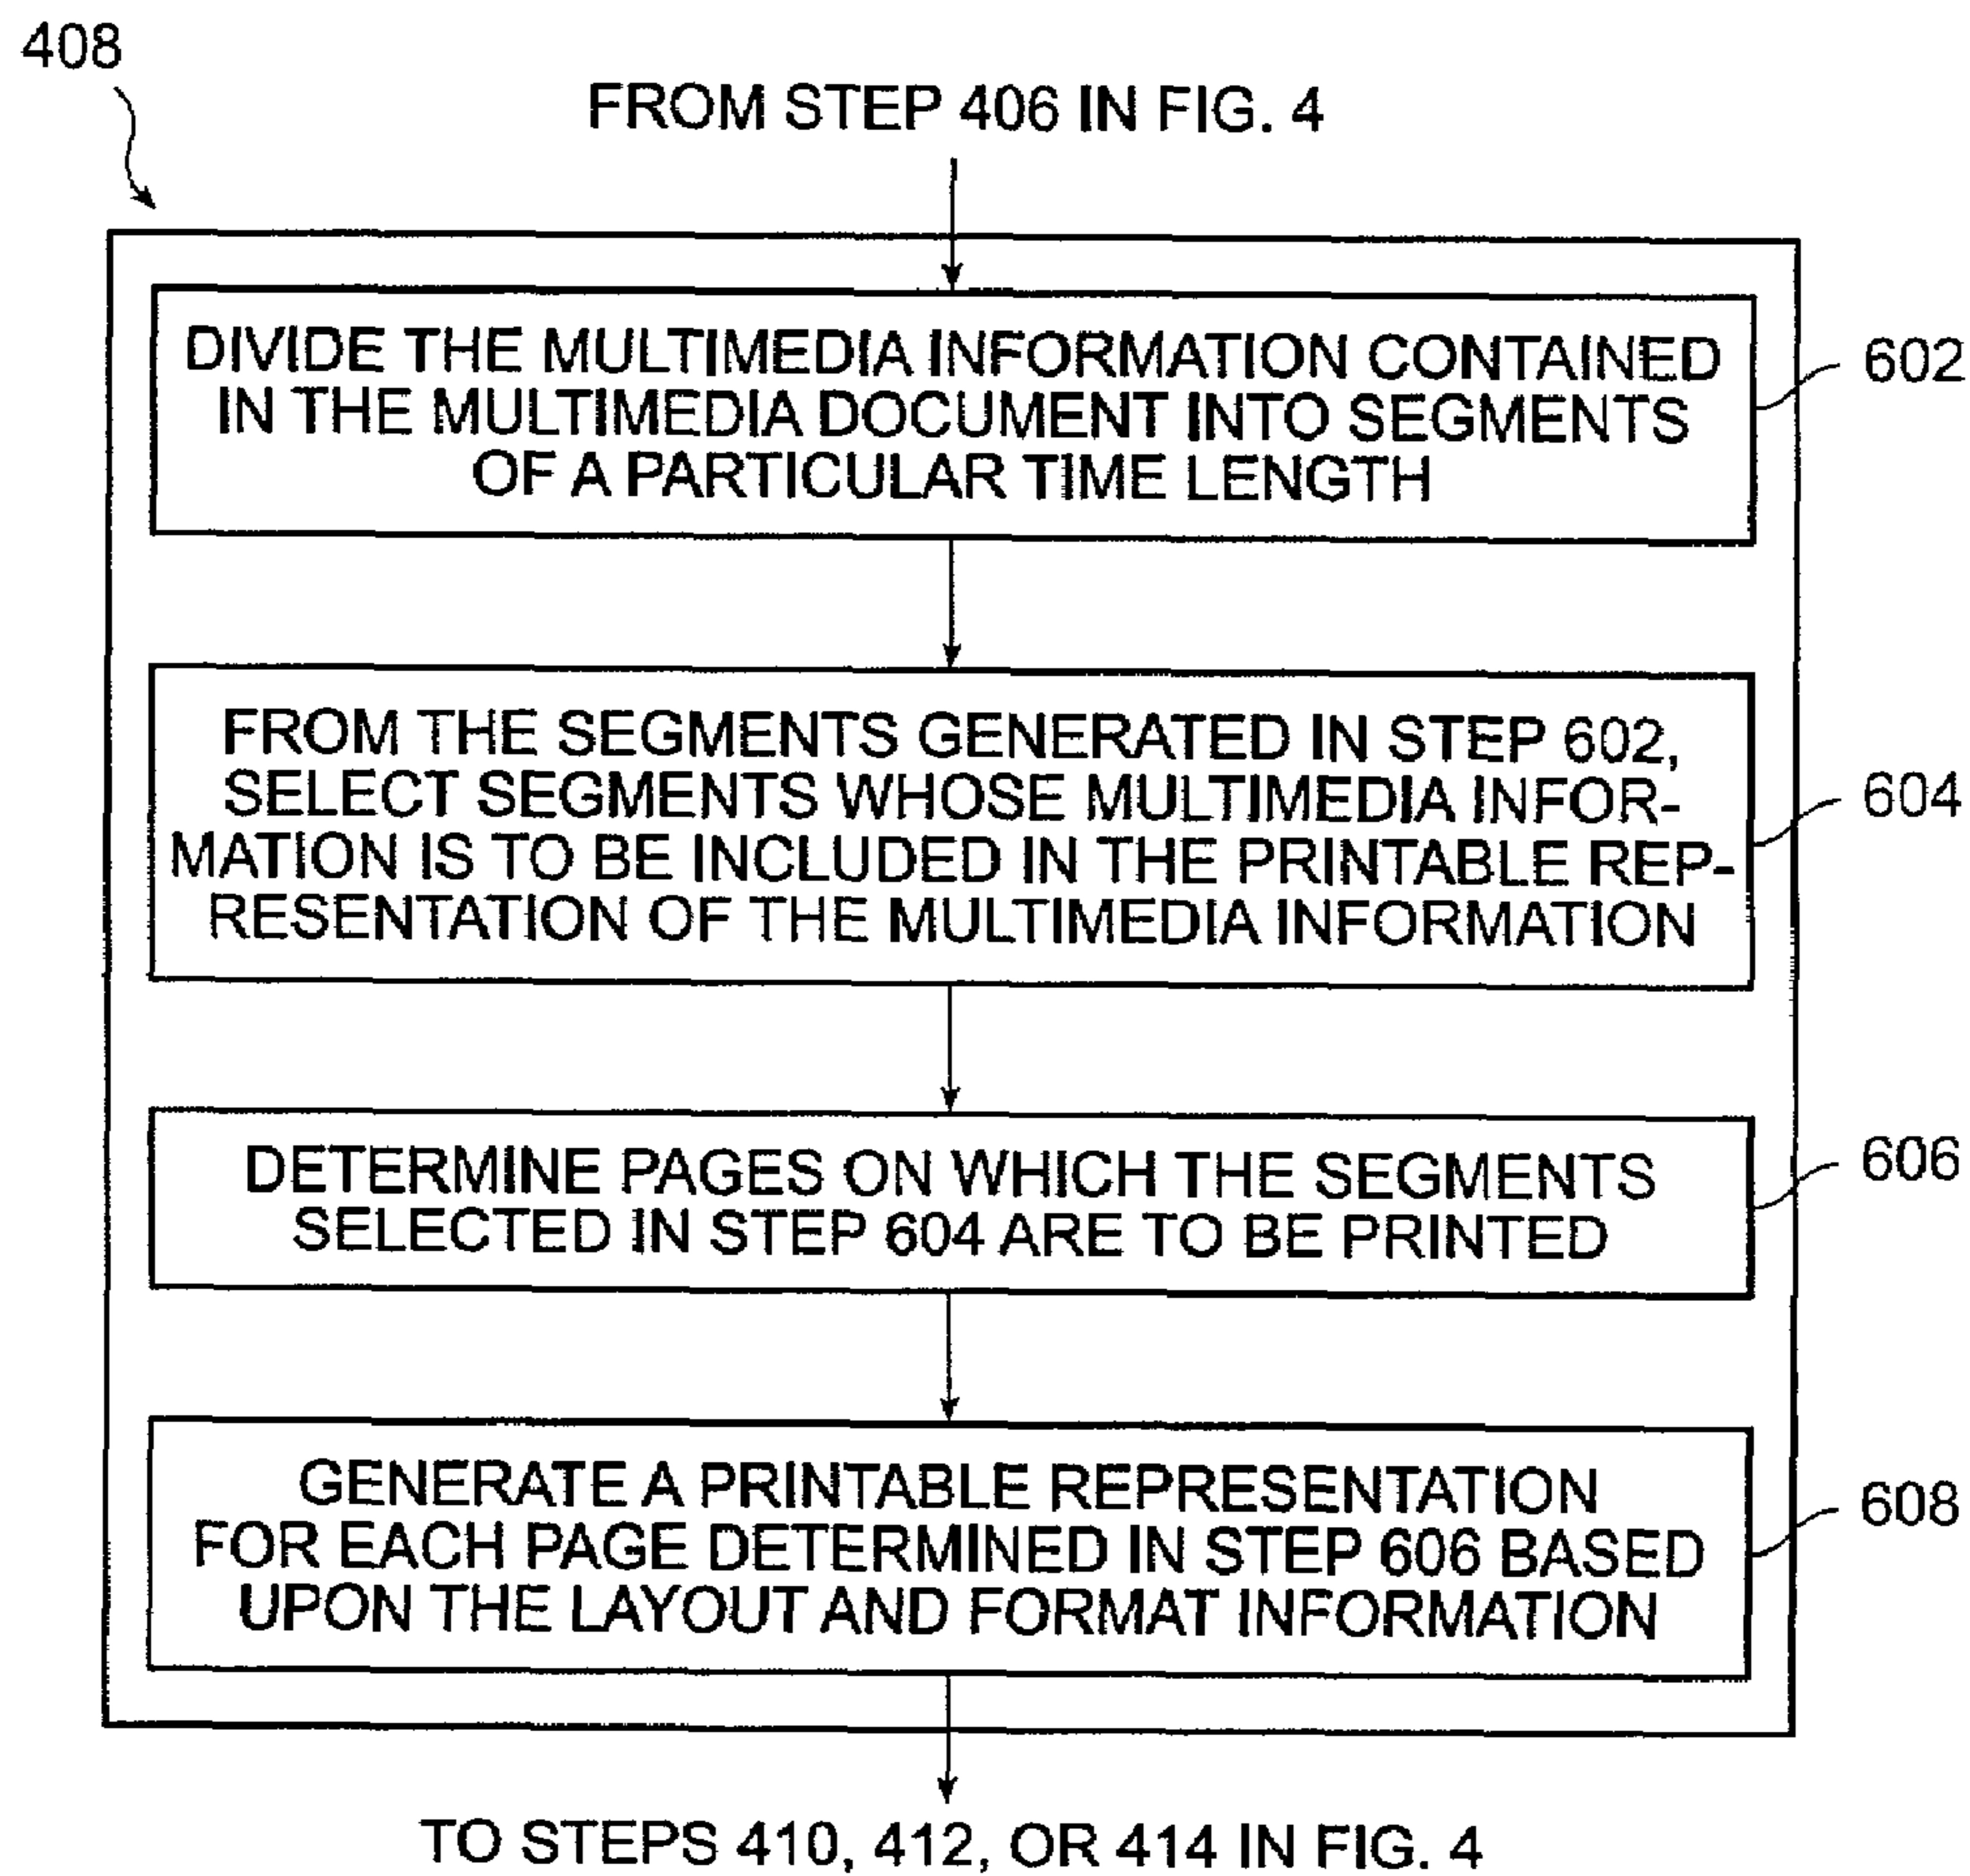 408
FROM STEP 406 IN FIG. 4
DIVIDE THE MULTIMEDIA INFORMATION CONTAINED
IN THE MULTIMEDIA DOCUMENT INTO SEGMENTS
OF A PARTICULAR TIME LENGTH
602
FROM THE SEGMENTS GENERATED IN STEP 602,
SELECT SEGMENTS WHOSE MULTIMEDIA INFOR-
MATION IS TO BE INCLUDED IN THE PRINTABLE REP-
RESENTATION OF THE MULTIMEDIA INFORMATION
604
DETERMINE PAGES ON WHICH THE SEGMENTS
SELECTED IN STEP 604 ARE TO BE PRINTED
606
GENERATE A PRINTABLE REPRESENTATION
FOR EACH PAGE DETERMINED IN STEP 606 BASED
UPON THE LAYOUT AND FORMAT INFORMATION
608
TO STEPS 410, 412, OR 414 IN FIG. 4